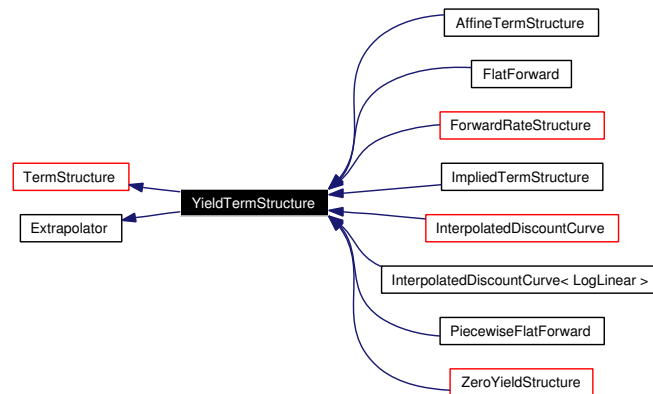 AffineTermStructure
FlatForward
ForwardRateStructure
TermStructure
ImpliedTermStructure
YieldTermStructure
Extrapolator
InterpolatedDiscountCurve
InterpolatedDiscountCurve< LogLinear >
PiecewiseFlatForward
ZeroYieldStructure